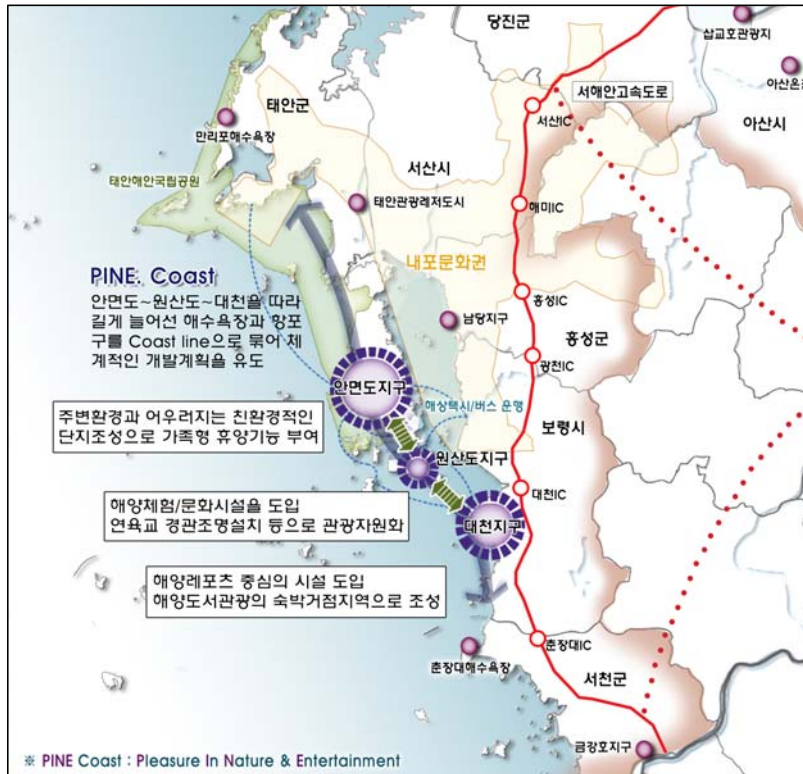 당진군
삽교호관광지
아산온
서해안고속도로
태안군
서산IC
아산시
만리포해수욕장
서산시
태안해안국립공원
태안관광레저도시
해미IC
내포문화권
PINE. Coast
안면도~원산도~대천을 따라
길게 늘어선 해수욕장과 항포
구를 Coast line으로 묶어 체
계적인 개발계획을 유도
홍성IC
남당지구
홍성군
광천IC
안면도지구
해상택시/버스 운행
주변환경과 어우러지는 친환경적인
단지조성으로 가족형 휴양기능 부여
보령시
원산도지구
대천IC
해양체험/문화시설을 도입
연육교 경관조명설치 등으로 관광자원화
대천지구
해양레포츠 중심의 시설 도입
해양도서관광의 숙박거점지역으로 조성
춘장대IC
춘장대해수욕장
서천군
금강호지구
※ PINE Coast : Pleasure In Nature & Entertainment